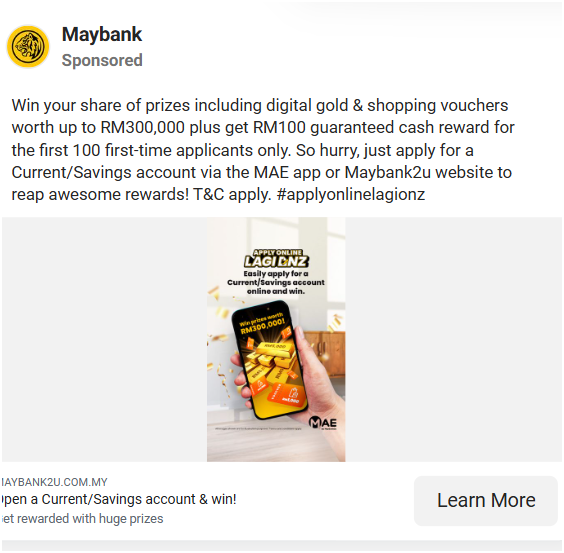 Maybank
Sponsored
Win your share of prizes including digital gold & shopping vouchers
worth up to RM300,000 plus get RM100 guaranteed cash reward for
the first 100 first-time applicants only. So hurry, just apply for a
Current/Savings account via the MAE app or Maybank2u website to
reap awesome rewards! T&C apply. #applyonlinelagionz
APPLY ONLINE
LAGI ONZ
Easily apply for a
Current/Savings account
online and win.
Win prizes worth
RM300,000!
MAE
AYBANK2U.COM.MY
pen a Current/Savings account & win!
et rewarded with huge prizes
Learn More